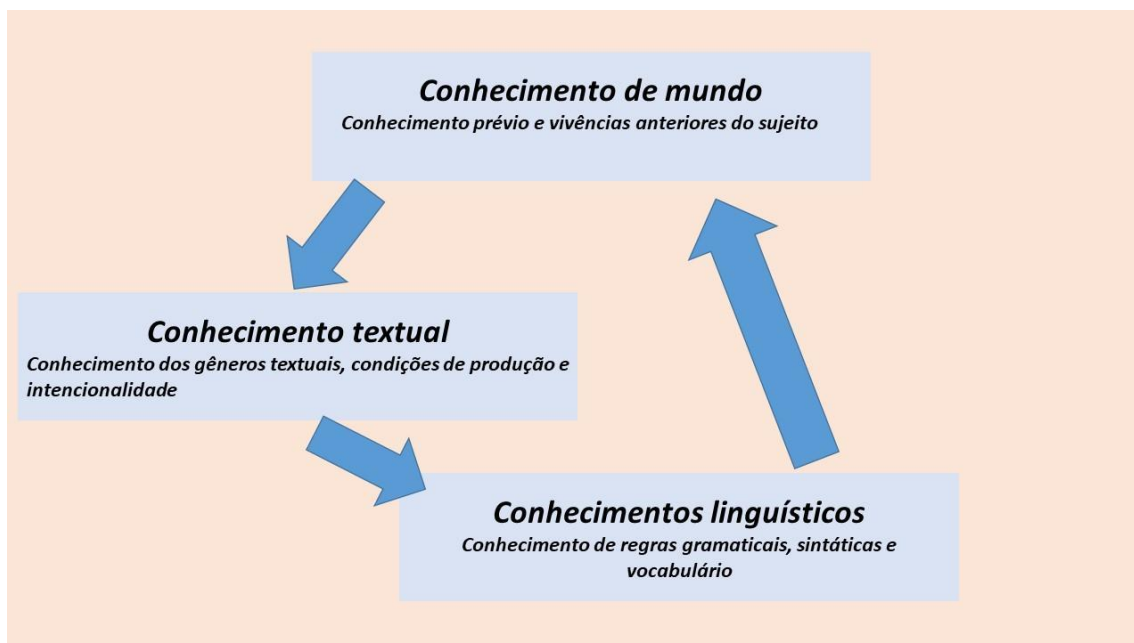 Conhecimento de mundo
Conhecimento prévio e vivências anteriores do sujeito
Conhecimento textual
Conhecimento dos gêneros textuais, condições de produção e
intencionalidade
Conhecimentos linguísticos
Conhecimento de regras gramaticais, sintáticas e
vocabulário